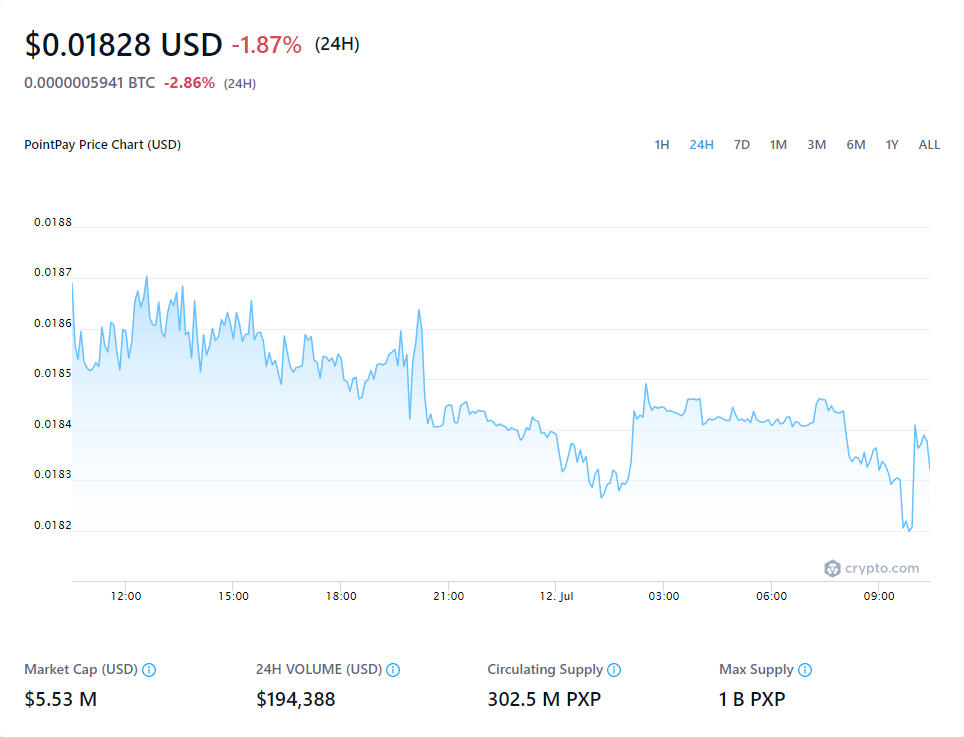 $0.01828 USD -1.87% (24H)
0.0000005941 BTC -2.86% (24H)
PointPay Price Chart (USD) 1H 24H 7D 1M 3M 6M 1Y ALL
0.0188
0.0187
0.0186
0.0185
0.0184
0.0183
0.0182
crypto.com
12:00 15:00 18:00 21:00 12. Jul 03:00 06:00 09:00
Market Cap (USD) 24H VOLUME (USD) Circulating Supply Max Supply
$5.53 M $194,388 302.5 M PXP 1 B PXP